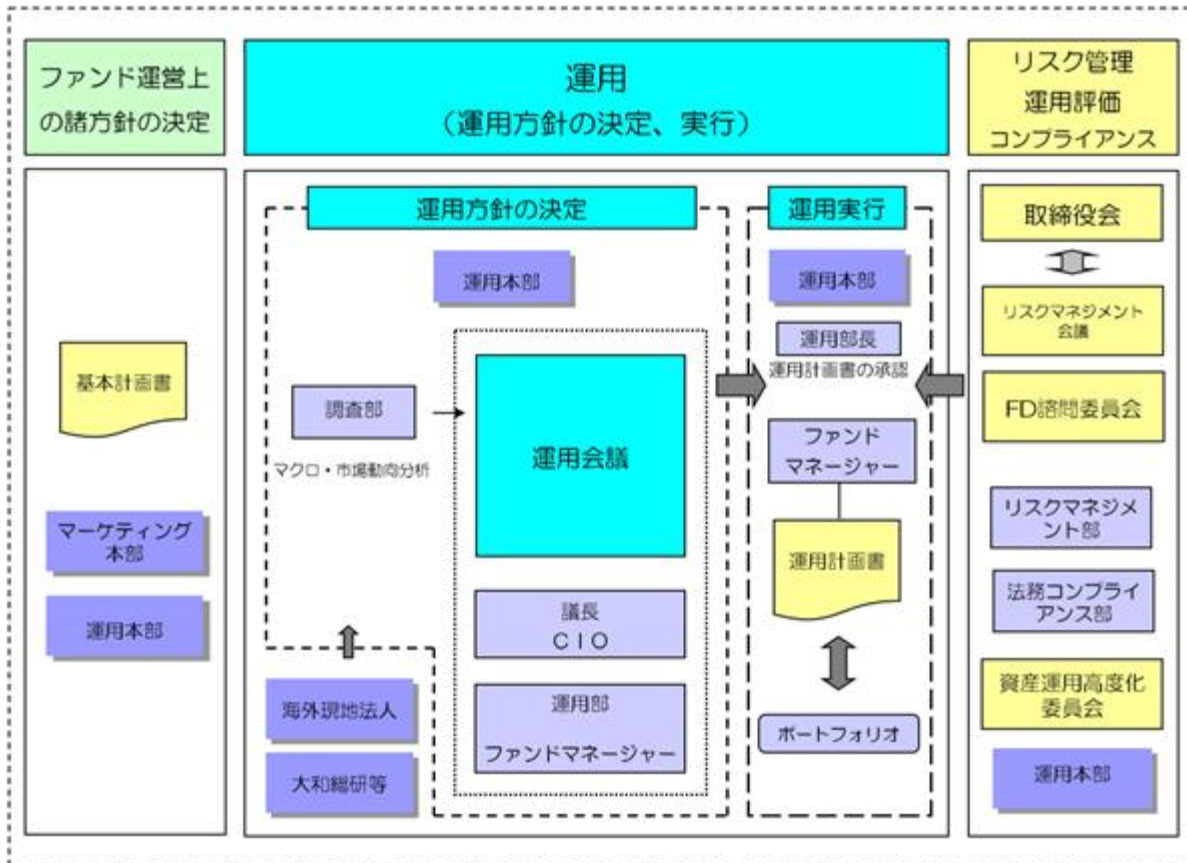 ファンド運営上
の諸方針の決定
運用
（運用方針の決定、実行）
リスク管理
運用評価
コンプライアンス
基本計画書
マーケティング
本部
運用本部
運用方針の決定
運用本部
調査部
マクロ・市場動向分析
運用会議
議長
ＣＩＯ
運用部
ファンドマネージャー
海外現地法人
大和総研等
運用実行
運用本部
運用部長
運用計画書の承認
ファンド
マネージャー
運用計画書
ポートフォリオ
取締役会
リスクマネジメント
会議
FD諮問委員会
リスクマネジメ
ント部
法務コンプライ
アンス部
資産運用高度化
委員会
運用本部